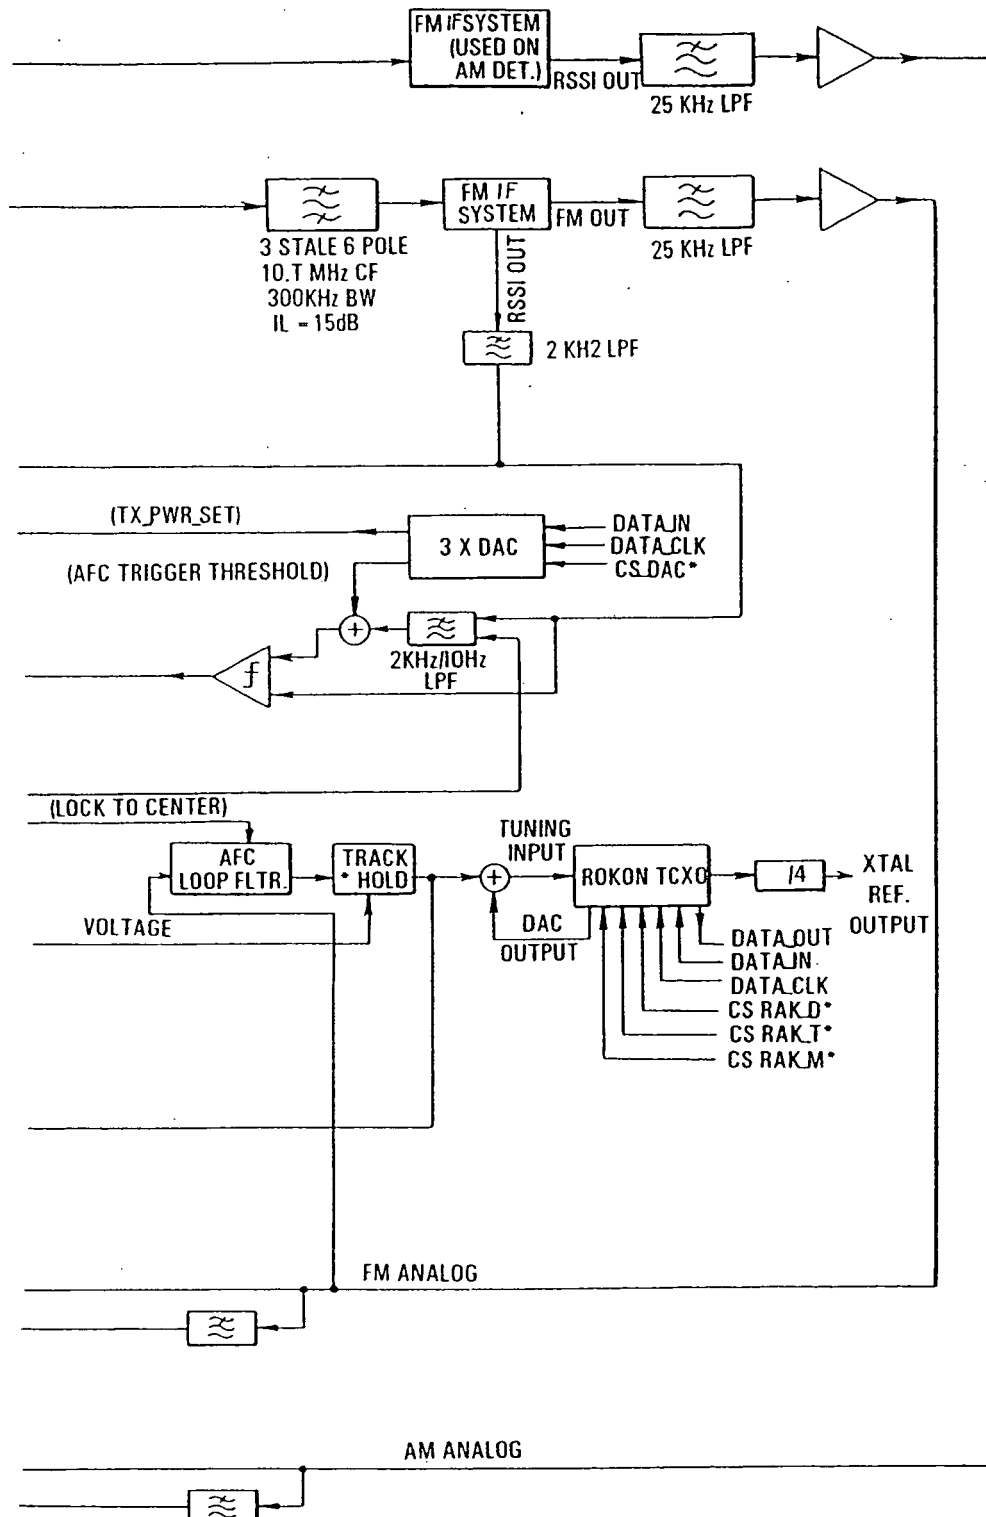 FM IF SYSTEM
(USED ON
AM DET.)
RSSI OUT
25 KHz LPF
FM IF
SYSTEM
FM OUT
25 KHz LPF
3 STALE 6 POLE
10.T MHz CF
300KHz BW
IL = 15dB
RSSI OUT
2 KH2 LPF
(TX_PWR_SET)
3 X DAC
DATA_IN
DATA_CLK
CS_DAC*
(AFC TRIGGER THRESHOLD)
+
2KHz/10Hz
LPF
(LOCK TO CENTER)
AFC
LOOP FLTR.
TRACK
* HOLD
+
TUNING
INPUT
ROKON TCXO
/4
XTAL
REF.
OUTPUT
VOLTAGE
DAC
OUTPUT
DATA_OUT
DATA_IN
DATA_CLK
CS RAK_D*
CS RAK_T*
CS RAK_M*
FM ANALOG
AM ANALOG